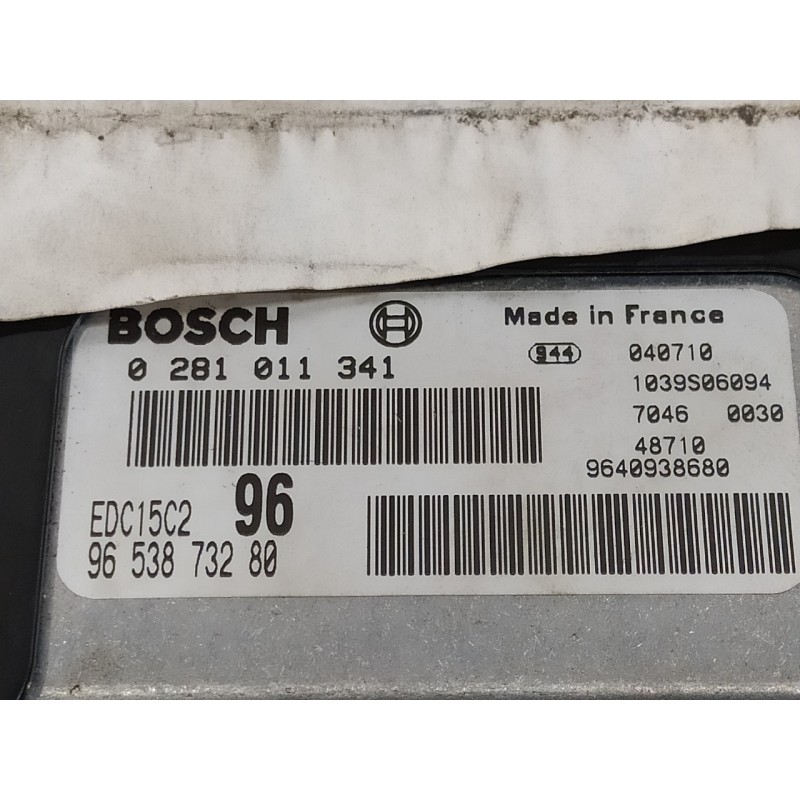 BOSCH Made in France
0 281 011 341 944 040710
1039S06094
7046 0030
48710
9640938680
EDC15C2 96
96 538 732 80